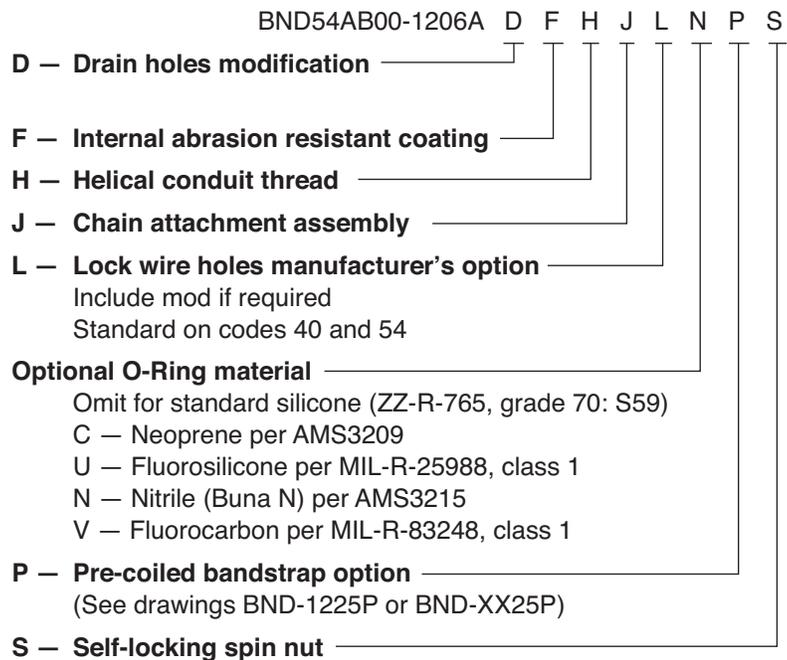 BND54AB00-1206A D F H J L N P S
D — Drain holes modification
F — Internal abrasion resistant coating
H — Helical conduit thread
J — Chain attachment assembly
L — Lock wire holes manufacturer's option
Include mod if required
Standard on codes 40 and 54
Optional O-Ring material
Omit for standard silicone (ZZ-R-765, grade 70: S59)
C — Neoprene per AMS3209
U — Fluorosilicone per MIL-R-25988, class 1
N — Nitrile (Buna N) per AMS3215
V — Fluorocarbon per MIL-R-83248, class 1
P — Pre-coiled bandstrap option
(See drawings BND-1225P or BND-XX25P)
S — Self-locking spin nut